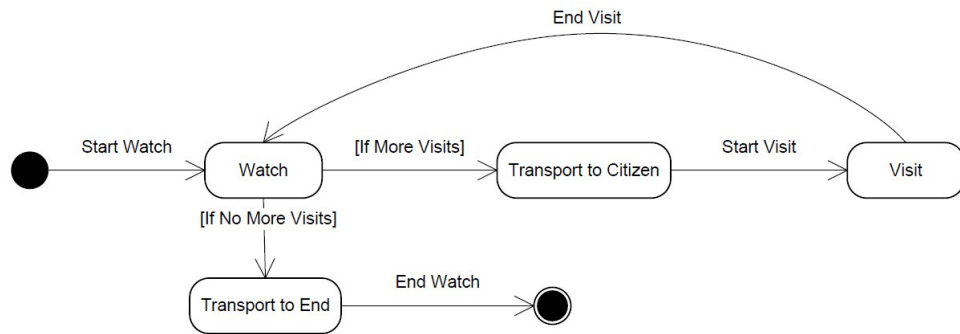 End Visit
Start Watch
Watch
[If More Visits]
Transport to Citizen
Start Visit
Visit
[If No More Visits]
Transport to End
End Watch